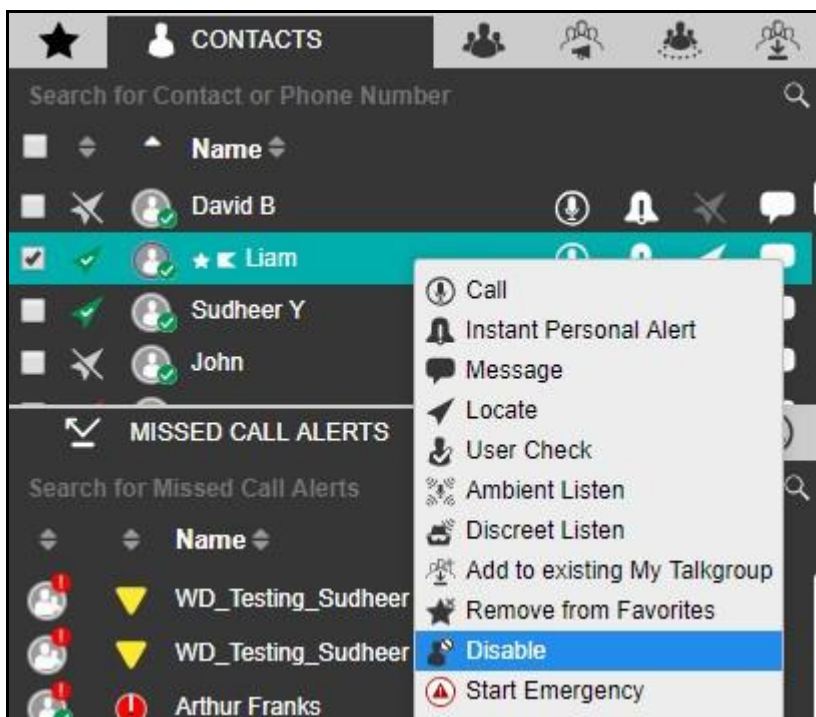 CONTACTS
Search for Contact or Phone Number
Name
David B
Liam
Sudheer Y
John
Call
Instant Personal Alert
Message
Locate
User Check
Ambient Listen
Discreet Listen
Add to existing My Talkgroup
Remove from Favorites
Disable
Start Emergency
MISSED CALL ALERTS
Search for Missed Call Alerts
Name
WD_Testing_Sudheer
WD_Testing_Sudheer
Arthur Franks